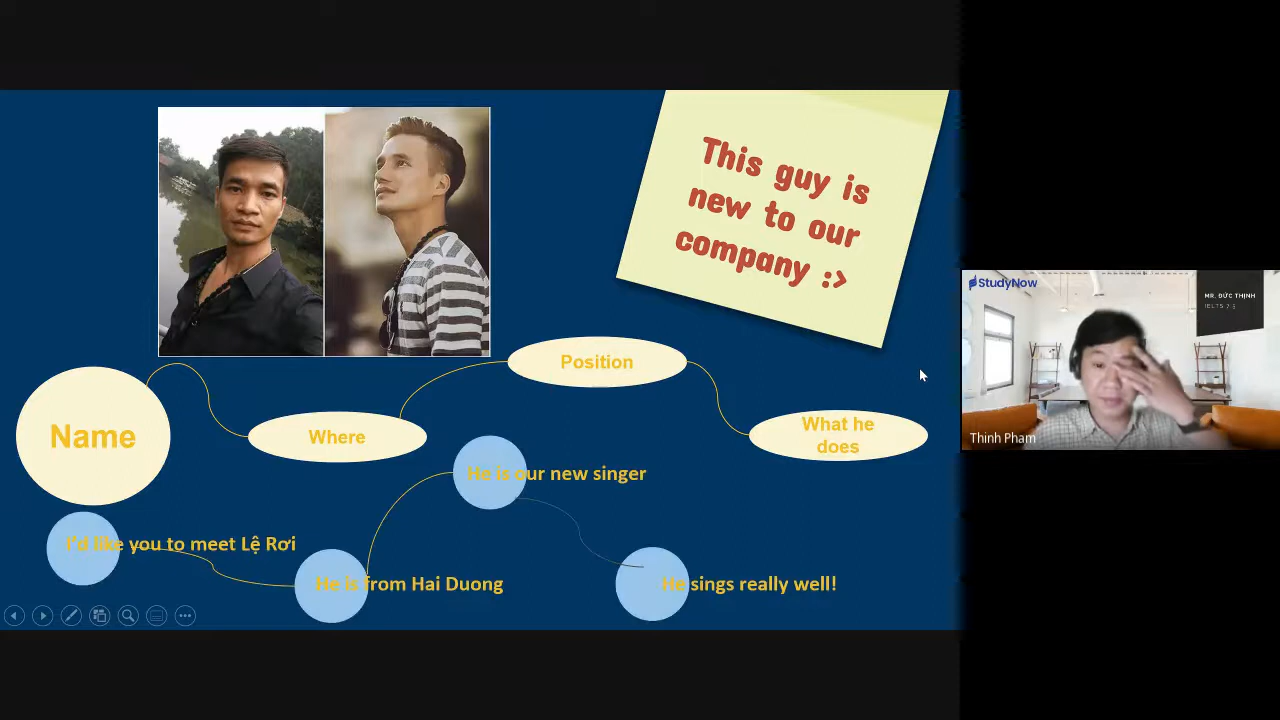 This guy is
new to our
company :>
Name
Where
Position
What he
does
I'd like you to meet Lệ Rơi
He is from Hai Duong
He is our new singer
He sings really well!
StudyNow
MR. ĐỨC THỊNH
Thinh Pham